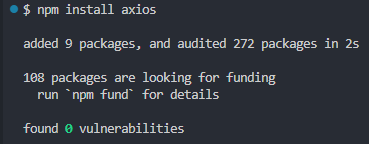 $ npm install axios
added 9 packages, and audited 272 packages in 2s
108 packages are looking for funding
run `npm fund` for details
found 0 vulnerabilities